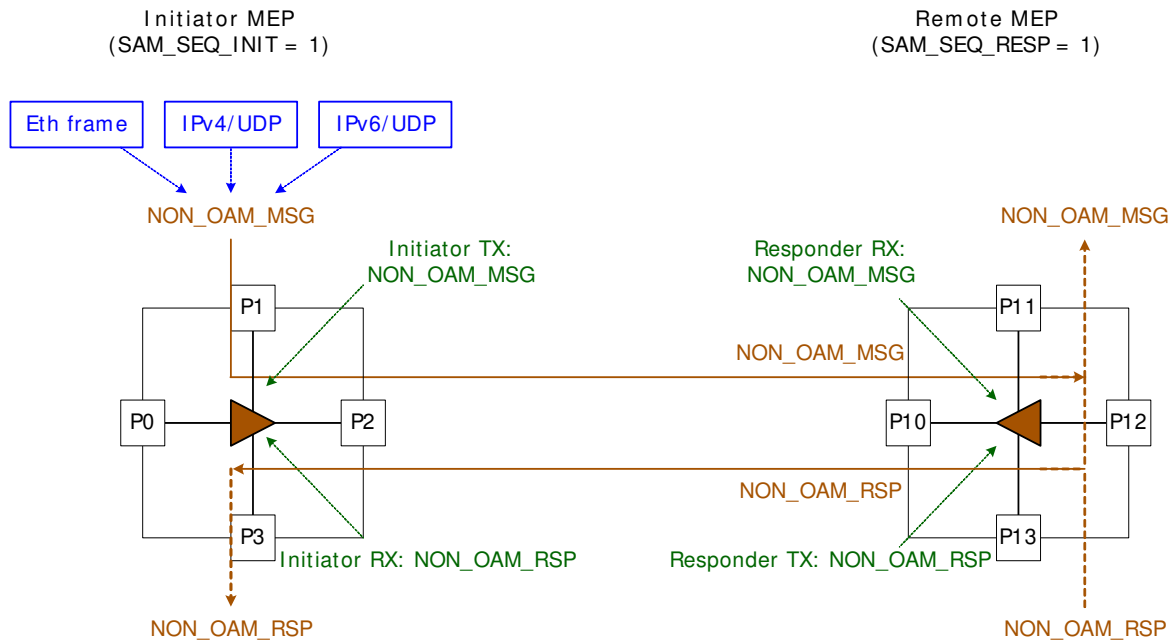 Initiator MEP
(SAM_SEQ_INIT = 1)
Remote MEP
(SAM_SEQ_RESP = 1)
Eth frame
IPv4/UDP
IPv6/UDP
NON_OAM_MSG
NON_OAM_MSG
Initiator TX:
NON_OAM_MSG
Responder RX:
NON_OAM_MSG
P1
P11
NON_OAM_MSG
P0
P2
P10
P12
NON_OAM_RSP
P3
P13
Initiator RX: NON_OAM_RSP
Responder TX: NON_OAM_RSP
NON_OAM_RSP
NON_OAM_RSP